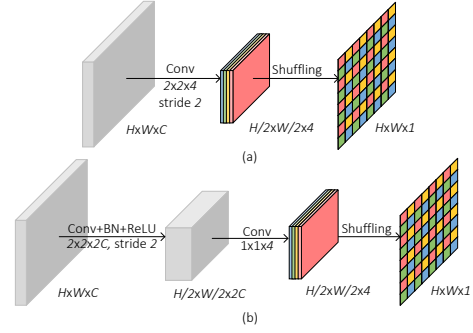 Conv
2x2x4
stride 2
Shuffling
HxWxC
H/2xW/2x4
HxWx1
(a)
Conv+BN+ReLU
2x2x2C, stride 2
Conv
1x1x4
Shuffling
HxWxC
H/2xW/2x2C
H/2xW/2x4
HxWx1
(b)